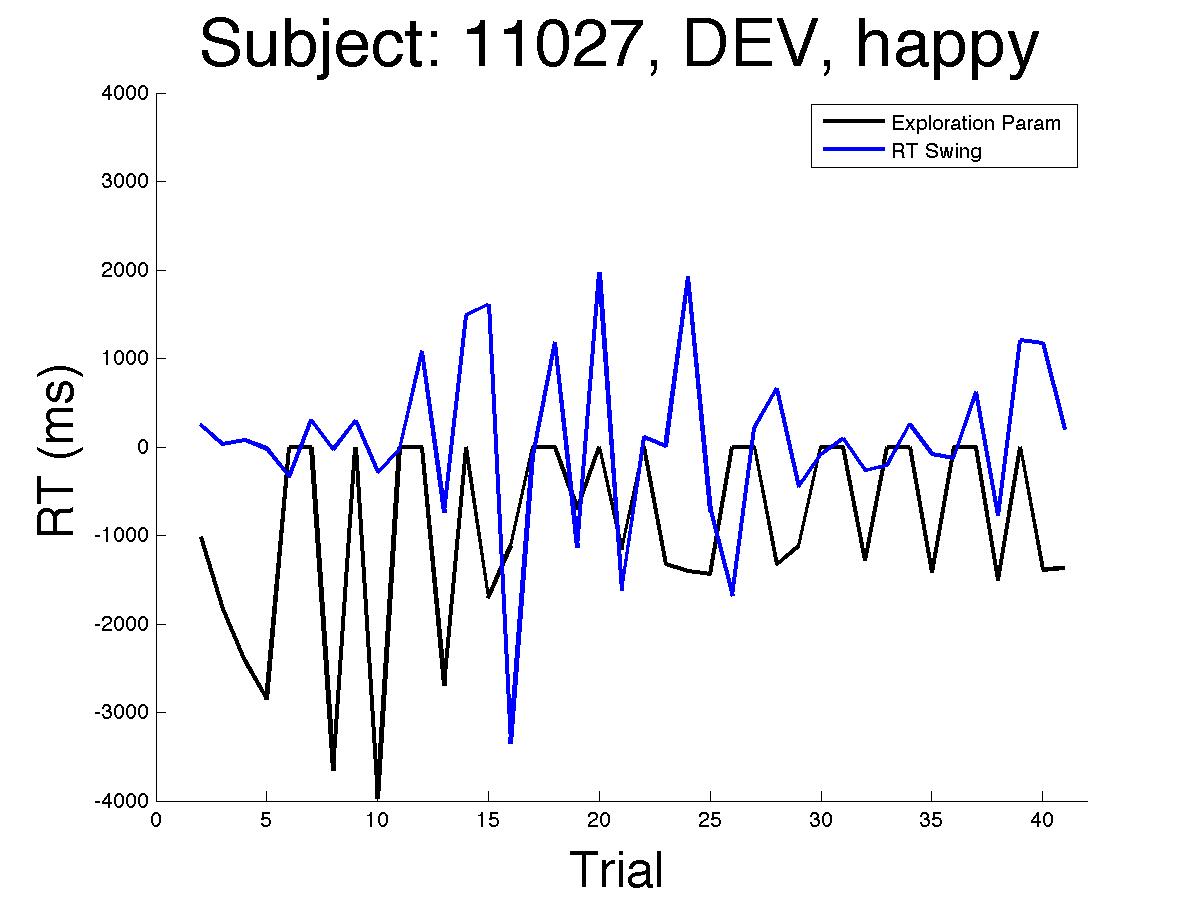 Subject: 11027, DEV, happy
Exploration Param
RT Swing
4000
3000
2000
1000
0
-1000
-2000
-3000
-4000
RT (ms)
0 5 10 15 20 25 30 35 40
Trial